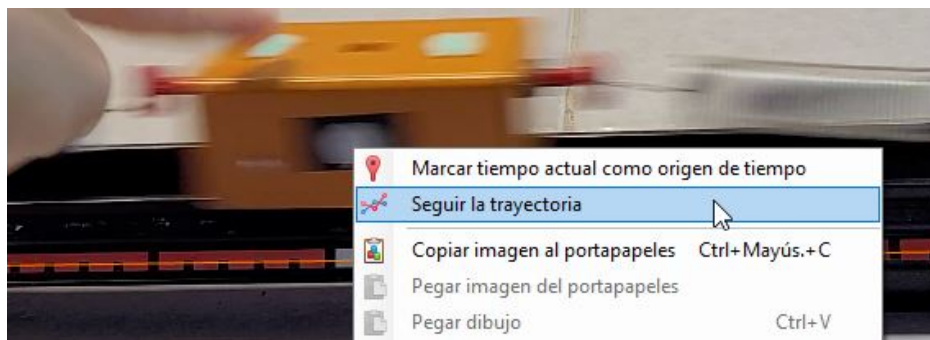 Marcar tiempo actual como origen de tiempo
Seguir la trayectoria
Copiar imagen al portapapeles Ctrl+Mayús.+C
Pegar imagen del portapapeles
Pegar dibujo Ctrl+V